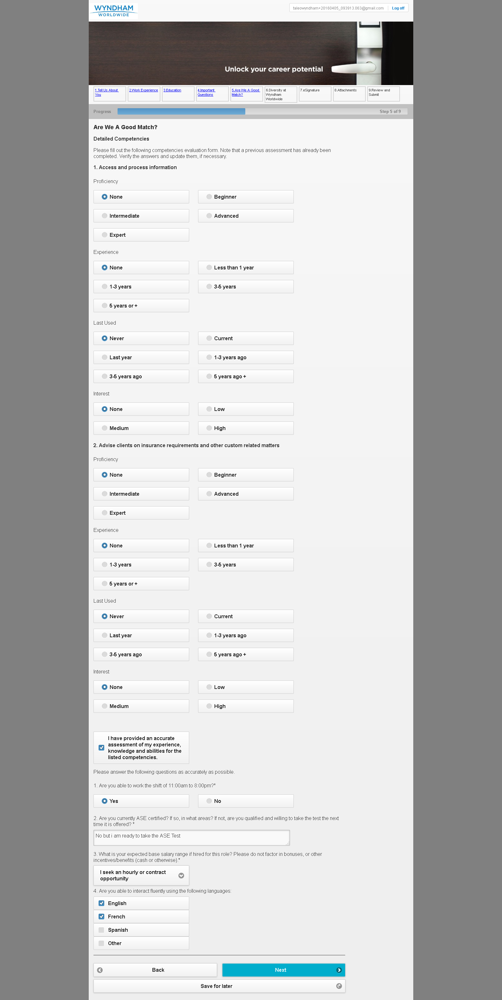 WYNDHAM
WORLDWIDE
taleowyndham+20160405_093913.063@gmail.com
Log off
Unlock your career potential
1.Tell Us About
You
2.Work Experience
3.Education
4.Important
Questions
5.Are We A Good
Match?
6.Diversity at
Wyndham
Worldwide
7.eSignature
8.Attachments
9.Review and
Submit
Progress
Step 5 of 9
Are We A Good Match?
Detailed Competencies
Please fill out the following competencies evaluation form. Note that a previous assessment has already been
completed. Verify the answers and update them, if necessary.
1. Access and process information
Proficiency
None
Beginner
Intermediate
Advanced
Expert
Experience
None
Less than 1 year
1-3 years
3-5 years
5 years or +
Last Used
Never
Current
Last year
1-3 years ago
3-5 years ago
5 years ago +
Interest
None
Low
Medium
High
2. Advise clients on insurance requirements and other custom related matters
Proficiency
None
Beginner
Intermediate
Advanced
Expert
Experience
None
Less than 1 year
1-3 years
3-5 years
5 years or +
Last Used
Never
Current
Last year
1-3 years ago
3-5 years ago
5 years ago +
Interest
None
Low
Medium
High
I have provided an accurate
assessment of my experience,
knowledge and abilities for the
listed competencies.
Please answer the following questions as accurately as possible.
1. Are you able to work the shift of 11:00am to 8:00pm?*
Yes
No
2. Are you currently ASE certified? If so, in what areas? If not, are you qualified and willing to take the test the next
time it is offered? *
No but i am ready to take the ASE Test
3. What is your expected base salary range if hired for this role? Please do not factor in bonuses, or other
incentives/benefits (cash or otherwise).*
I seek an hourly or contract
opportunity
4. Are you able to interact fluently using the following languages:
English
French
Spanish
Other
Back
Next
Save for later